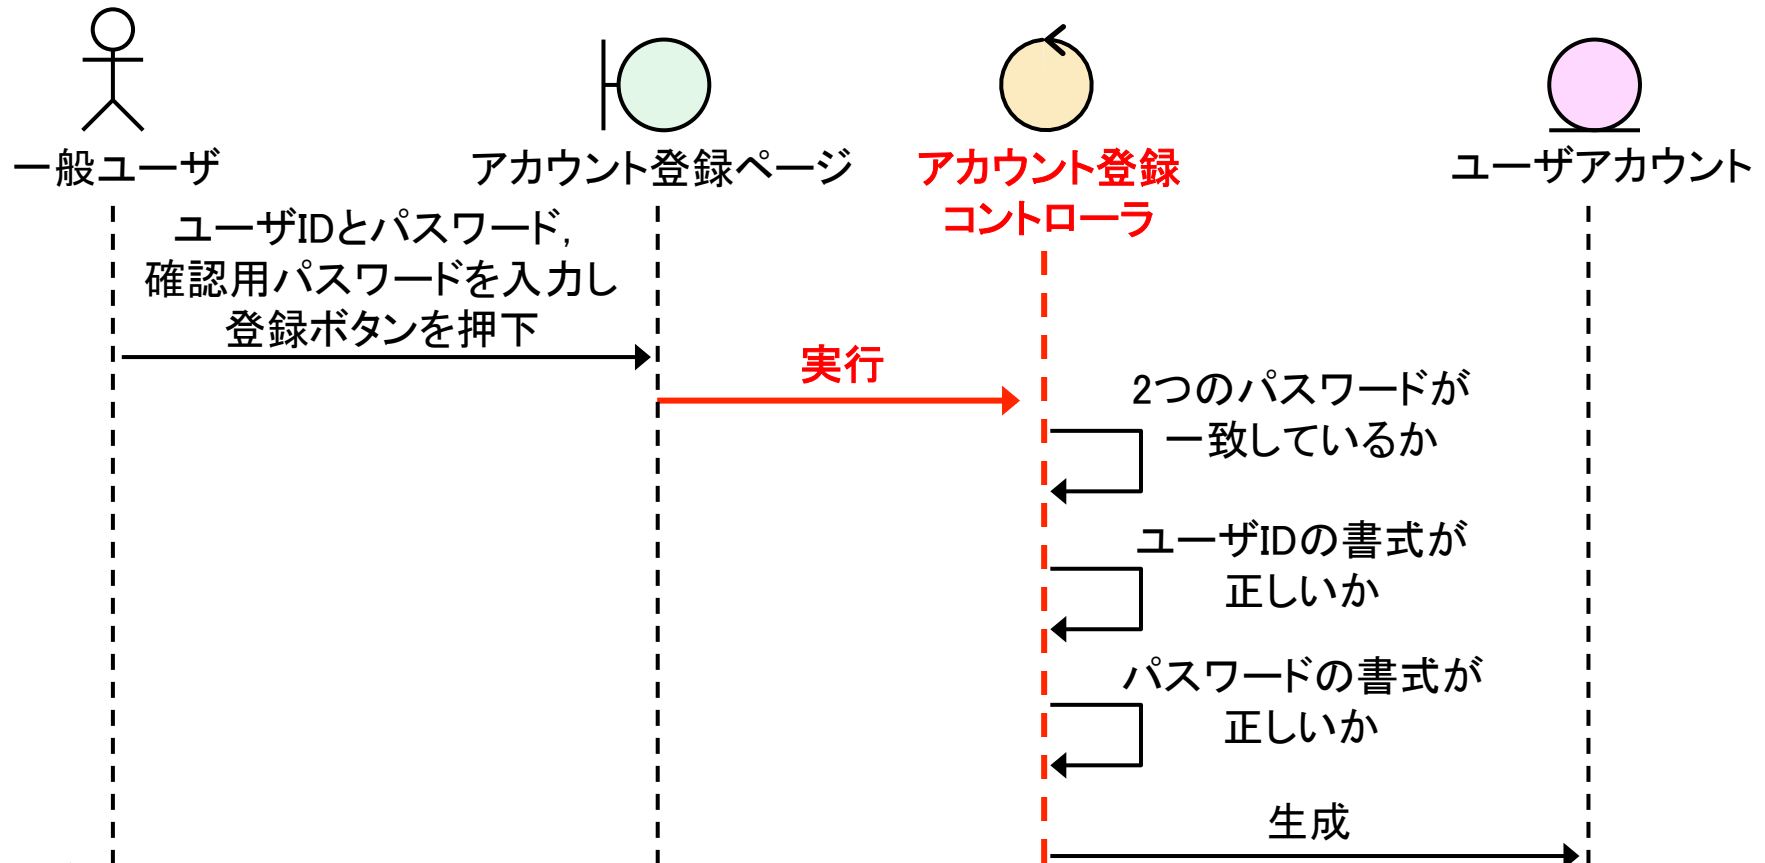 一般ユーザ
アカウント登録ページ
アカウント登録
コントローラ
ユーザアカウント
ユーザIDとパスワード,
確認用パスワードを入力し
登録ボタンを押下
実行
2つのパスワードが
一致しているか
ユーザIDの書式が
正しいか
パスワードの書式が
正しいか
生成